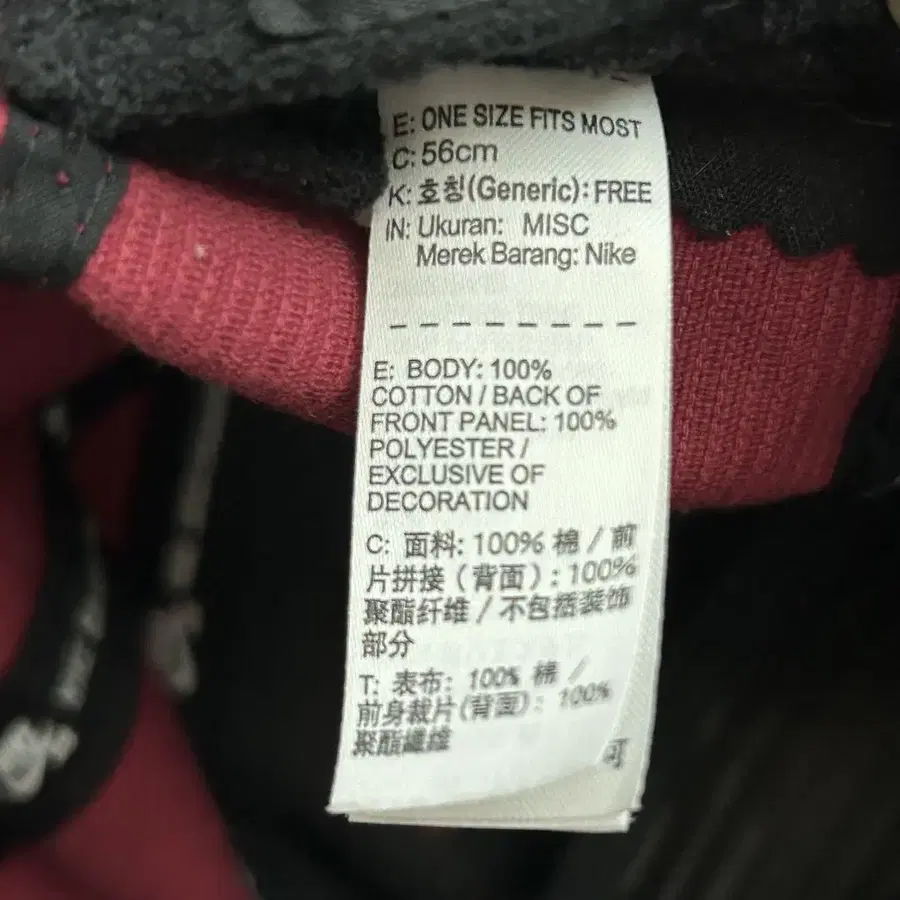 E: ONE SIZE FITS MOST
C: 56cm
K: 호칭(Generic): FREE
IN: Ukuran: MISC
Merek Barang: Nike
E: BODY: 100%
COTTON / BACK OF
FRONT PANEL: 100%
POLYESTER /
EXCLUSIVE OF
DECORATION
C: 面料: 100% 棉 / 前
片拼接 (背面) : 100%
聚酯纤维 / 不包括装饰
部分
T: 表布: 100% 棉 /
前身裁片(背面): 100%
聚酯纖維
可